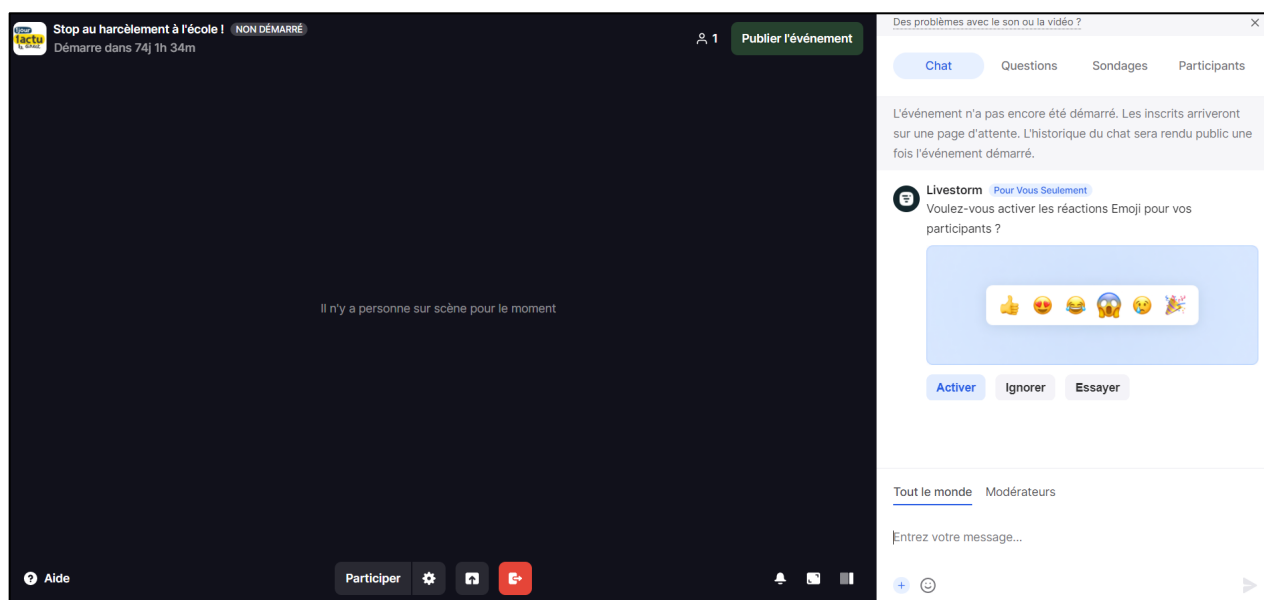 1jour
1actu
Stop au harcèlement à l'école ! NON DÉMARRÉ
Démarre dans 74j 1h 34m
1
Publier l'événement
Il n'y a personne sur scène pour le moment
Aide
Participer
Des problèmes avec le son ou la vidéo ?
Chat Questions Sondages Participants
L'événement n'a pas encore été démarré. Les inscrits arriveront
sur une page d'attente. L'historique du chat sera rendu public une
fois l'événement démarré.
Livestorm Pour Vous Seulement
Voulez-vous activer les réactions Emoji pour vos
participants ?
Activer Ignorer Essayer
Tout le monde Modérateurs
Entrez votre message...